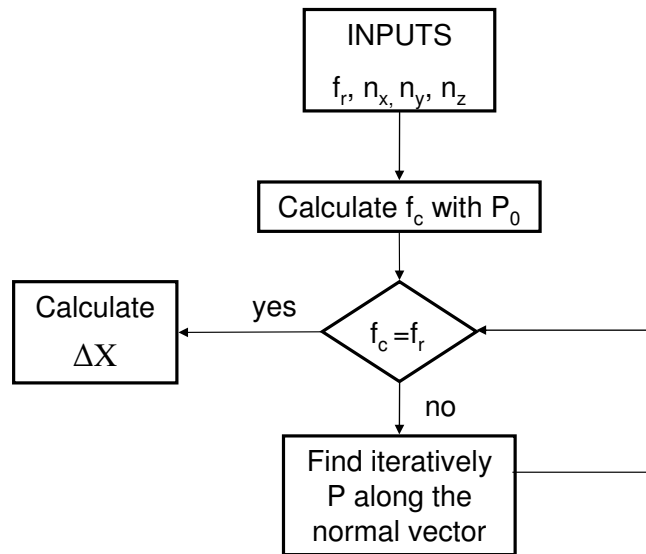 INPUTS
f_r, n_x, n_y, n_z
Calculate f_c with P_0
Calculate
ΔX
yes
f_c=f_r
no
Find iteratively
P along the
normal vector